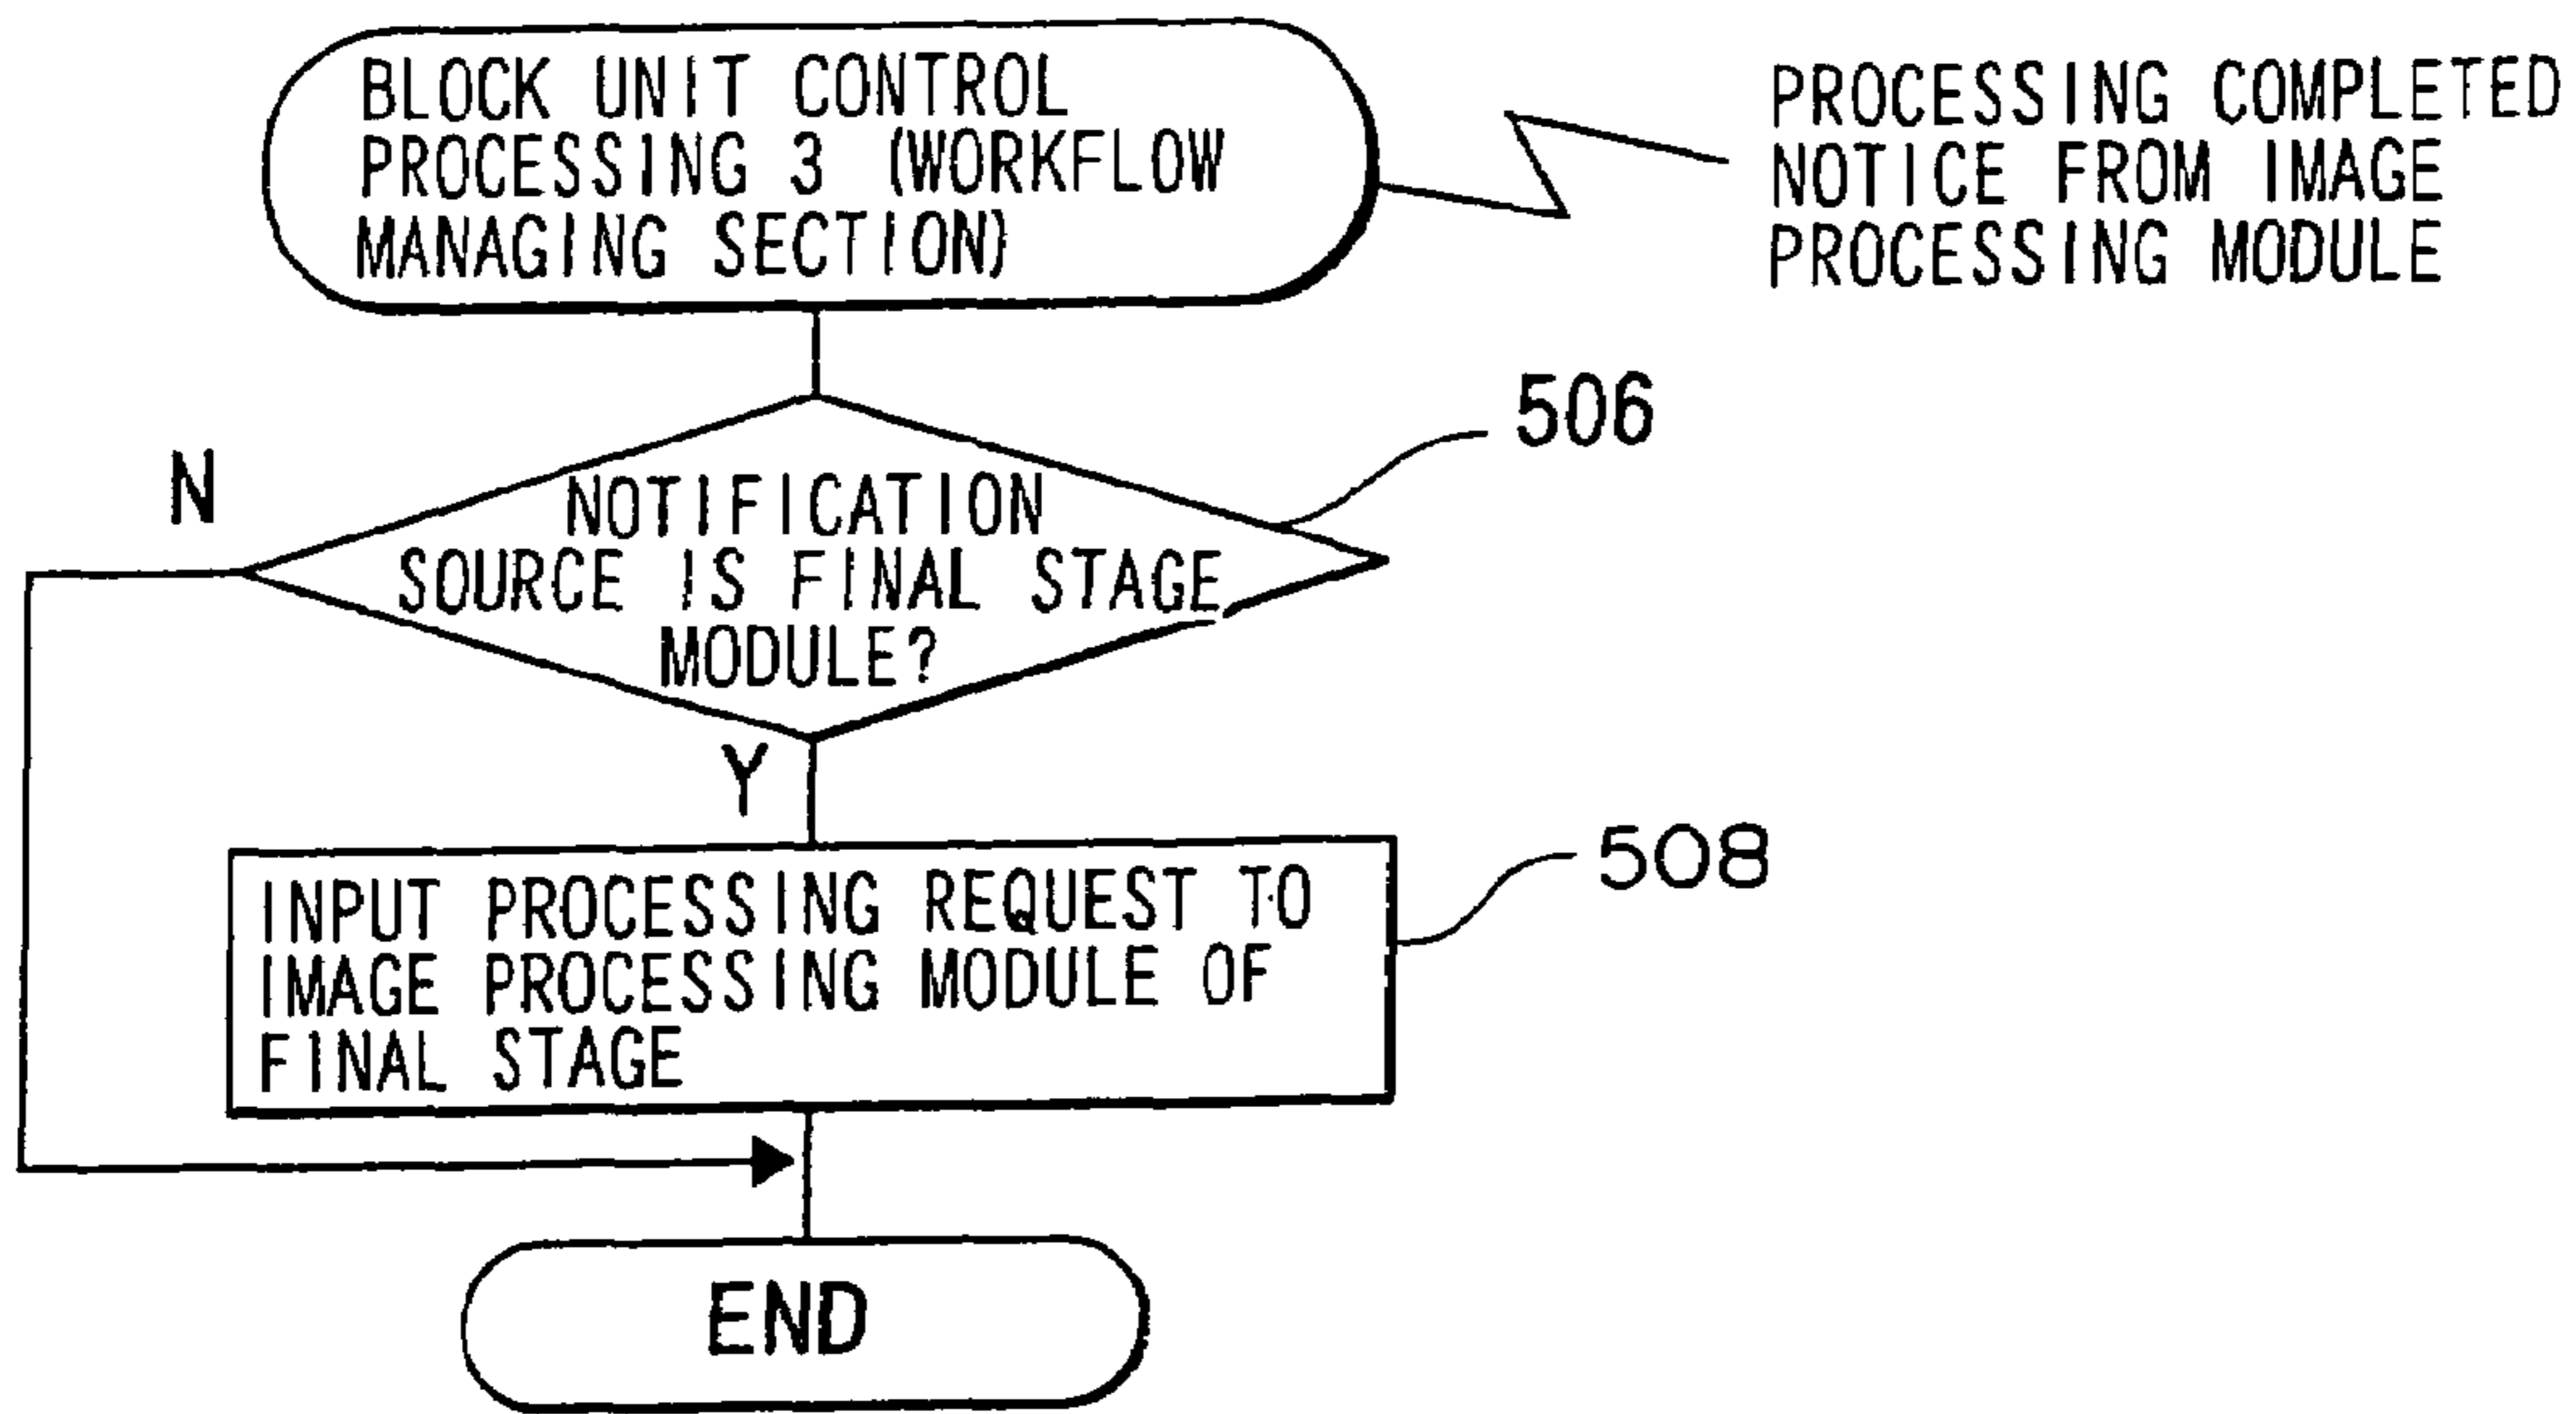 BLOCK UNIT CONTROL
PROCESSING 3 (WORKFLOW
MANAGING SECTION)
PROCESSING COMPLETED
NOTICE FROM IMAGE
PROCESSING MODULE
506
N
NOTIFICATION
SOURCE IS FINAL STAGE
MODULE?
Y
508
INPUT PROCESSING REQUEST TO
IMAGE PROCESSING MODULE OF
FINAL STAGE
END